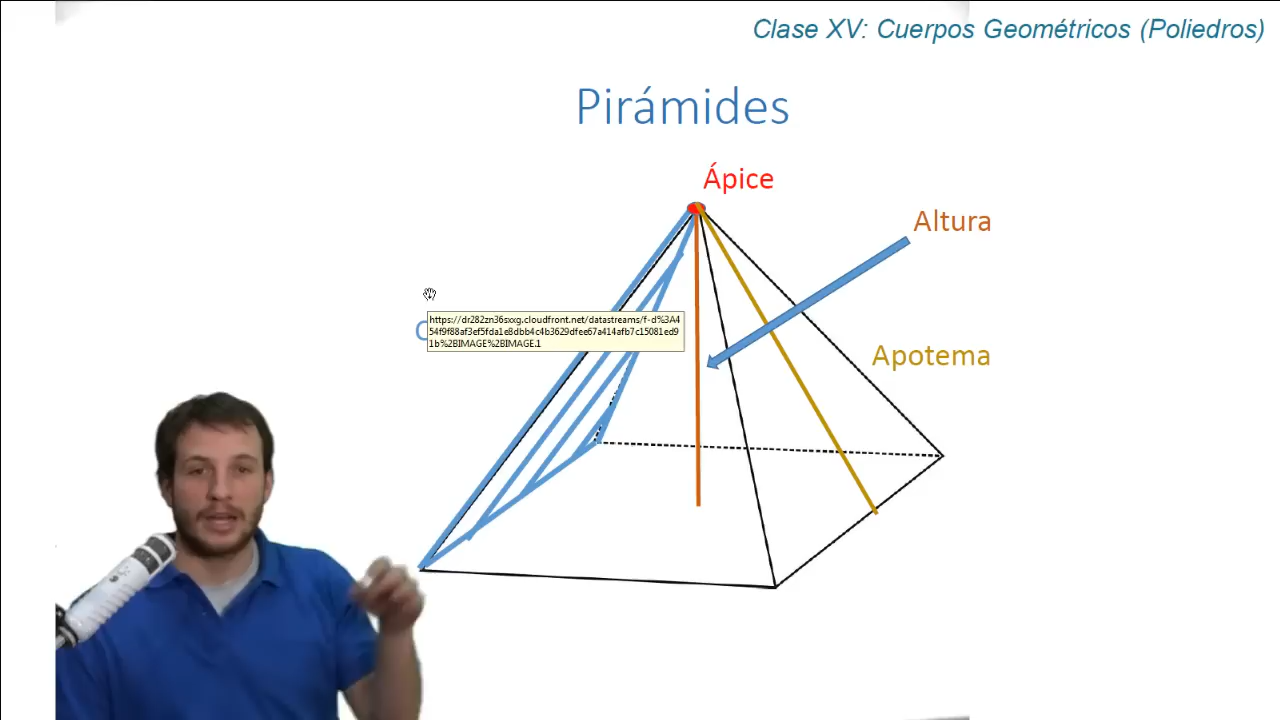 Clase XV: Cuerpos Geométricos (Poliedros)
Pirámides
Ápice
Altura
https://dr282zn36sxxg.cloudfront.net/datastreams/f-d%3A4
54f9f88af3ef5fda1e8dbb4c4b3629dfee67a414afb7c15081ed9
1b%2BIMAGE%2BIMAGE.1
Apotema